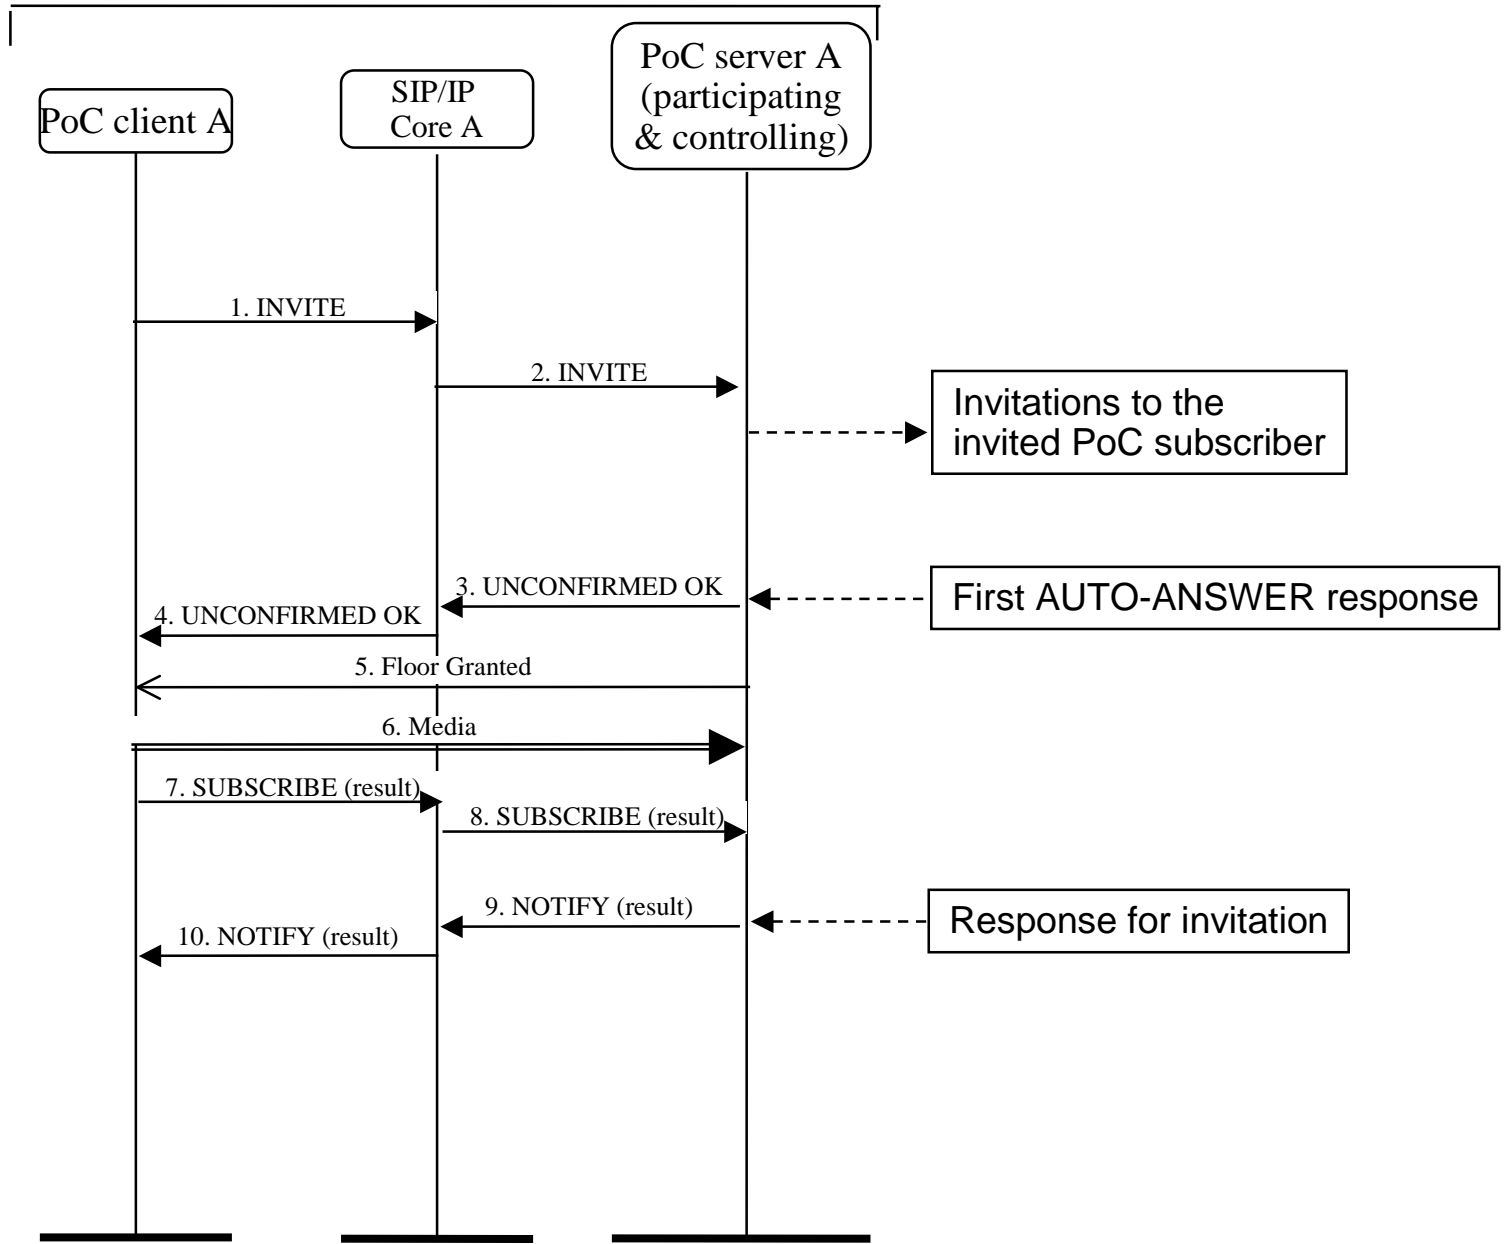 PoC client A
SIP/IP
Core A
PoC server A
(participating
& controlling)
1. INVITE
2. INVITE
Invitations to the
invited PoC subscriber
3. UNCONFIRMED OK
First AUTO-ANSWER response
4. UNCONFIRMED OK
5. Floor Granted
6. Media
7. SUBSCRIBE (result)
8. SUBSCRIBE (result)
9. NOTIFY (result)
Response for invitation
10. NOTIFY (result)